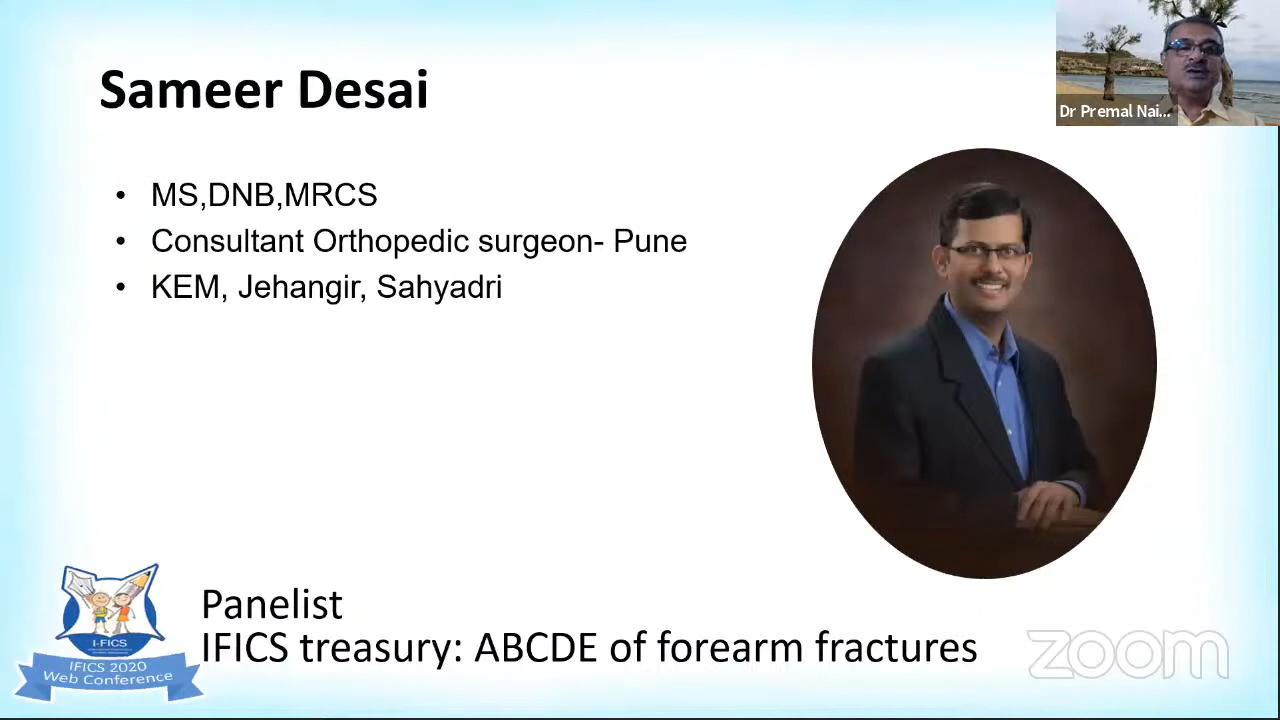 Sameer Desai
Dr Premal Nai...
• MS,DNB,MRCS
• Consultant Orthopedic surgeon- Pune
• KEM, Jehangir, Sahyadri
Panelist
IFICS treasury: ABCDE of forearm fractures
I-FICS
IFICS 2020
Web Conference
zoom